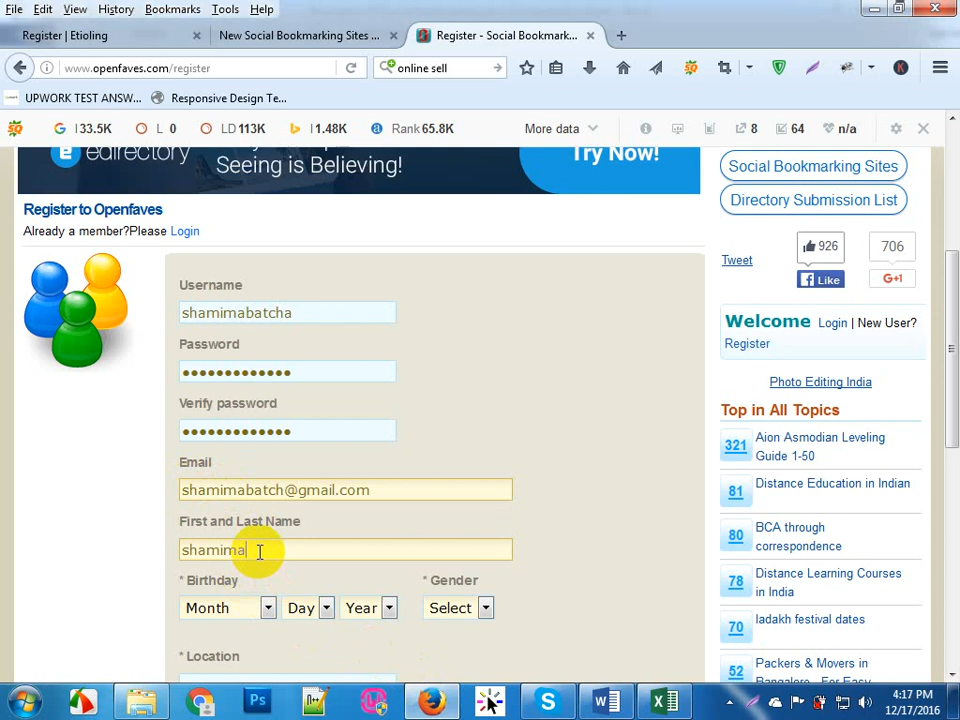 File Edit View History Bookmarks Tools Help
Register | Etioling
New Social Bookmarking Sites ...
Register - Social Bookmark...
www.openfaves.com/register
online sell
UPWORK TEST ANSW...
Responsive Design Te...
I 33.5K
L 0
LD 113K
I 1.48K
Rank 65.8K
More data
8
64
n/a
edirectory
Seeing is Believing!
Try Now!
Social Bookmarking Sites
Directory Submission List
Register to Openfaves
Already a member?Please Login
Tweet
926
Like
706
G+1
Username
shamimabatcha
Password
Verify password
Email
shamimabatch@gmail.com
First and Last Name
shamima
* Birthday
* Gender
Month Day Year Select
* Location
Welcome Login | New User?
Register
Photo Editing India
Top in All Topics
321 Aion Asmodian Leveling
Guide 1-50
81 Distance Education in Indian
80 BCA through
correspondence
78 Distance Learning Courses
in India
70 ladakh festival dates
52 Packers & Movers in
4:17 PM
12/17/2016